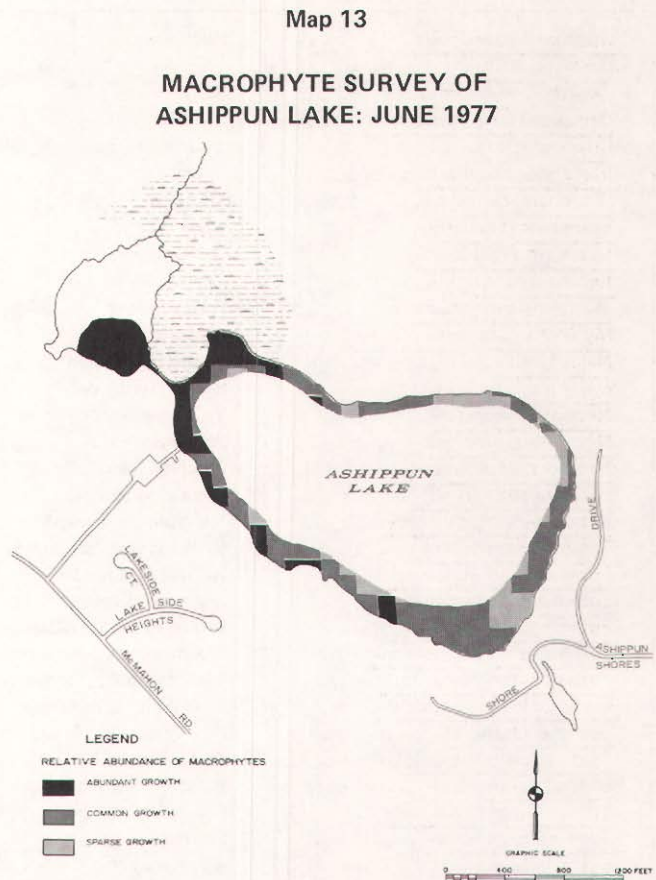 Map 13
MACROPHYTE SURVEY OF
ASHIPPUN LAKE: JUNE 1977
ASHIPPUN
LAKE
DRIVE
LAKESIDE
CT.
LAKE SIDE
HEIGHTS
McMAHON
RD.
ASHIPPUN
SHORES
SHORE
LEGEND
RELATIVE ABUNDANCE OF MACROPHYTES
ABUNDANT GROWTH
COMMON GROWTH
SPARSE GROWTH
GRAPHIC SCALE
0 400 800 1200 FEET